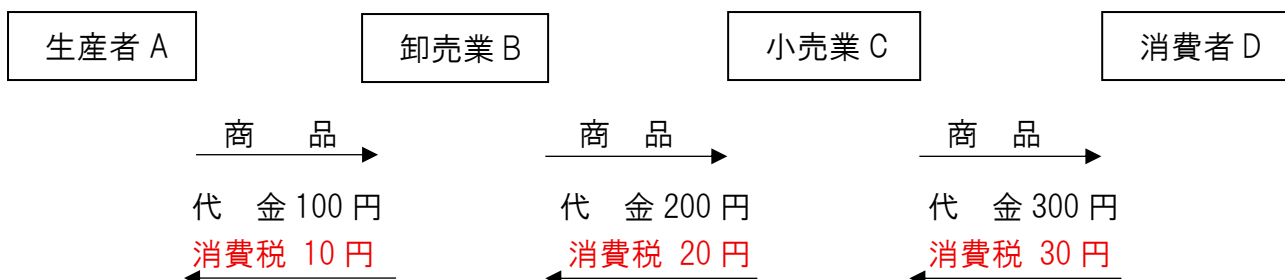 生産者 A 卸売業 B 小売業 C 消費者 D
商 品 商 品 商 品
代 金 100 円 代 金 200 円 代 金 300 円
消費税 10 円 消費税 20 円 消費税 30 円